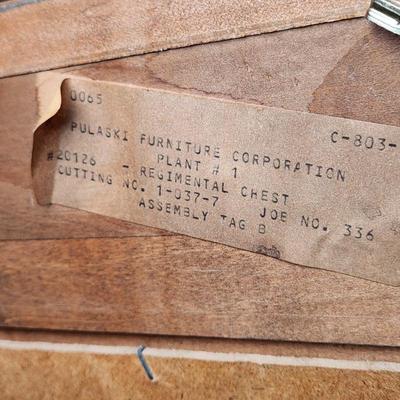 0065 C-803-
PULASKI FURNITURE CORPORATION
PLANT # 1
#20126 - REGIMENTAL CHEST
CUTTING NO. 1-037-7 JOE NO. 336
ASSEMBLY TAG B